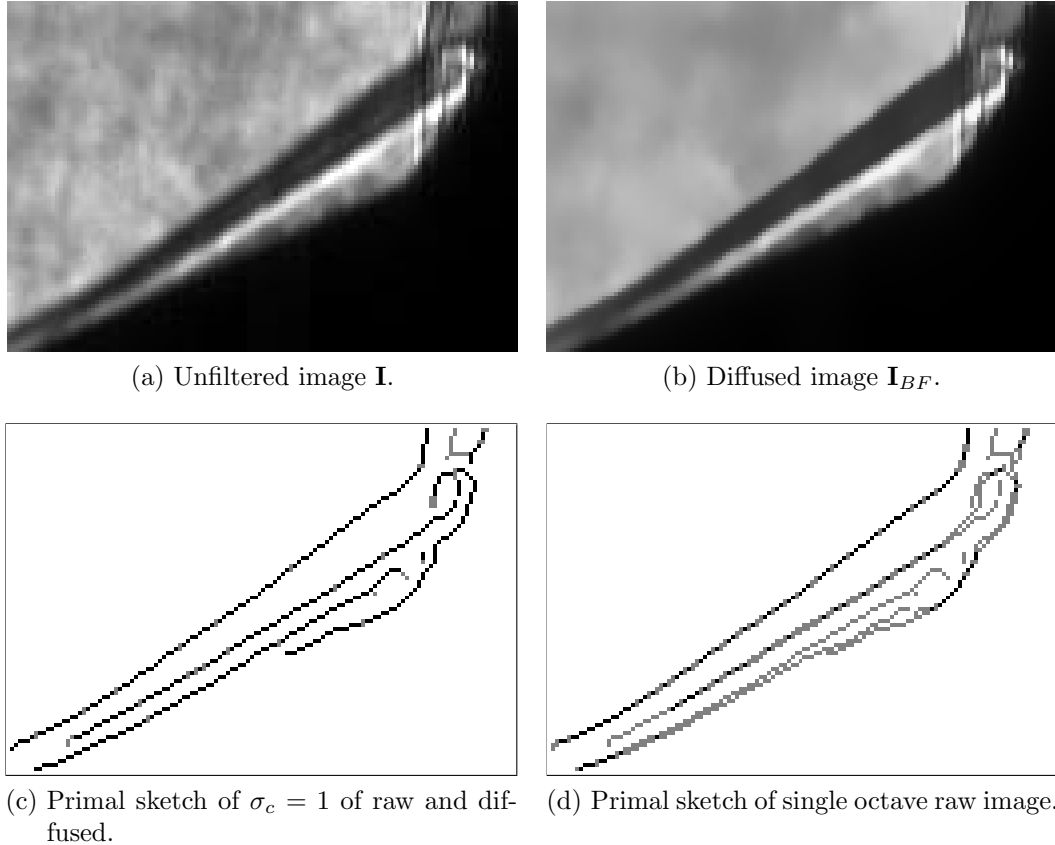 (a) Unfiltered image I.
(b) Diffused image I_BF.
(c) Primal sketch of σ_c = 1 of raw and dif-
fused.
(d) Primal sketch of single octave raw image.